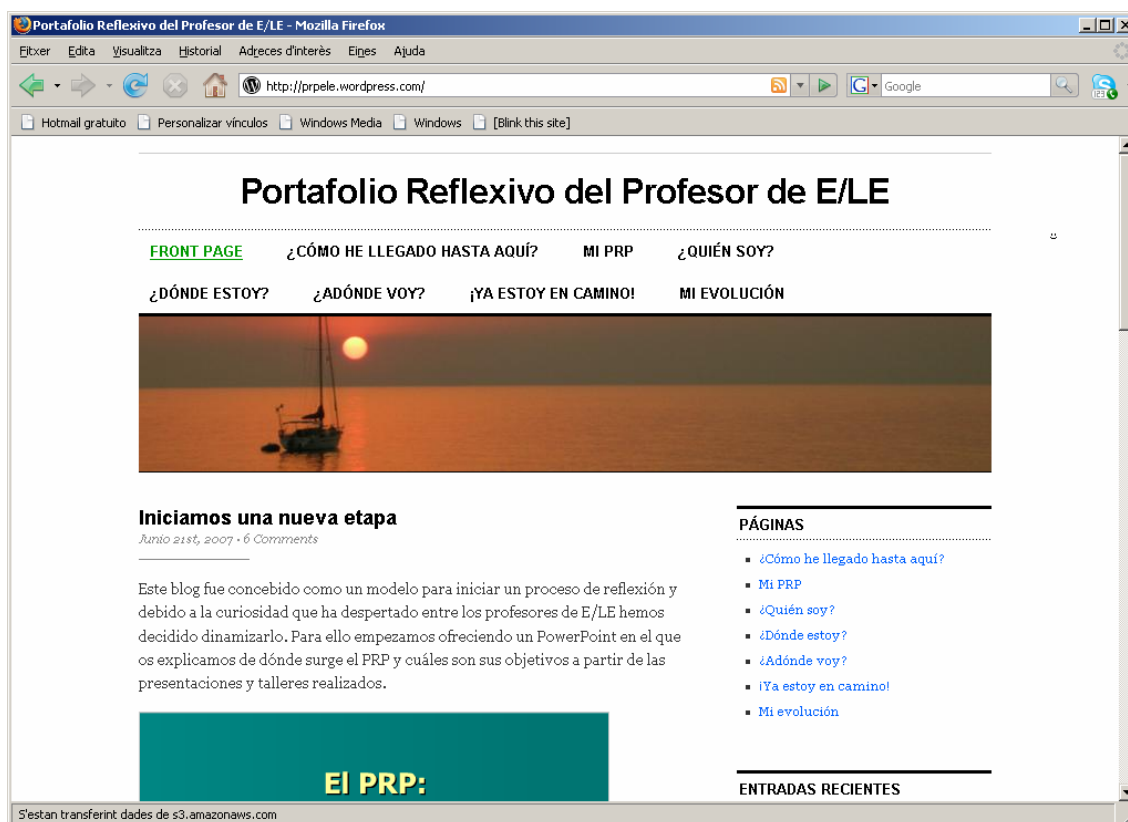 Portafolio Reflexivo del Profesor de E/LE - Mozilla Firefox
Fitxer Edita Visualitza Historial Adreces d'interès Eines Ajuda
http://prpele.wordpress.com/ G Google
Hotmail gratuito Personalizar vínculos Windows Media Windows [Blink this site]
Portafolio Reflexivo del Profesor de E/LE
FRONT PAGE ¿CÓMO HE LLEGADO HASTA AQUÍ? MI PRP ¿QUIÉN SOY?
¿DÓNDE ESTOY? ¿ADÓNDE VOY? ¡YA ESTOY EN CAMINO! MI EVOLUCIÓN
Iniciamos una nueva etapa
Junio 21st, 2007 · 6 Comments
Este blog fue concebido como un modelo para iniciar un proceso de reflexión y
debido a la curiosidad que ha despertado entre los profesores de E/LE hemos
decidido dinamizarlo. Para ello empezamos ofreciendo un PowerPoint en el que
os explicamos de dónde surge el PRP y cuáles son sus objetivos a partir de las
presentaciones y talleres realizados.
El PRP:
PÁGINAS
¿Cómo he llegado hasta aquí?
Mi PRP
¿Quién soy?
¿Dónde estoy?
¿Adónde voy?
¡Ya estoy en camino!
Mi evolución
ENTRADAS RECIENTES
S'estan transferint dades de s3.amazonaws.com